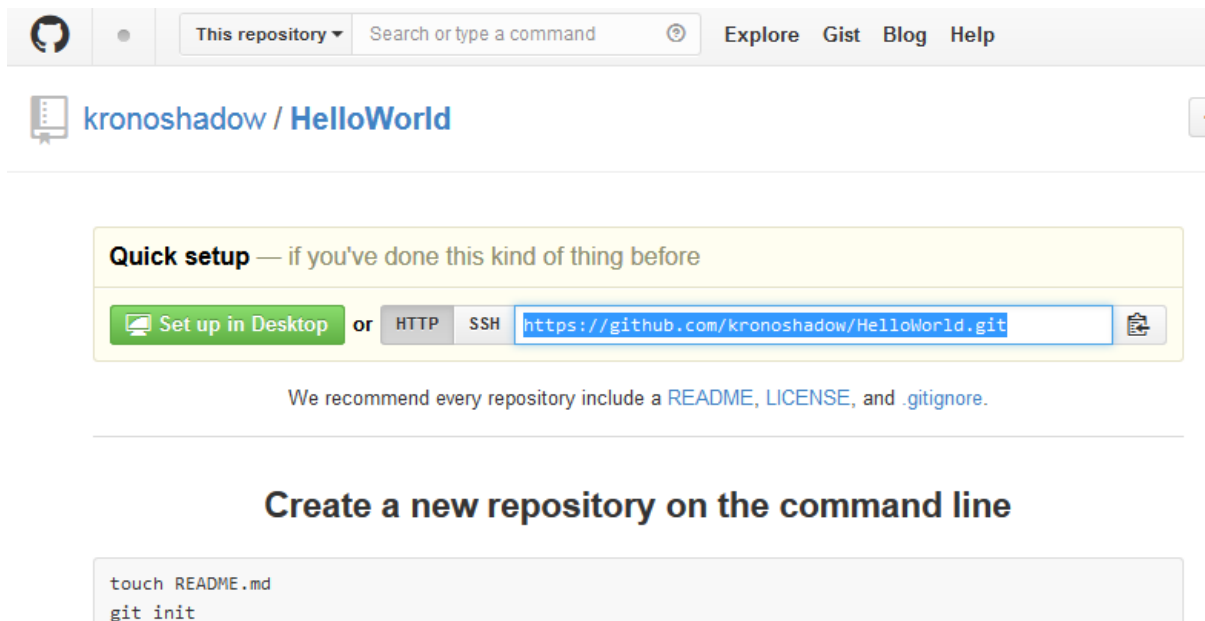 This repository Search or type a command Explore Gist Blog Help
kronoshadow / HelloWorld
Quick setup — if you've done this kind of thing before
Set up in Desktop or HTTP SSH https://github.com/kronoshadow/HelloWorld.git
We recommend every repository include a README, LICENSE, and .gitignore.
Create a new repository on the command line
touch README.md
git init